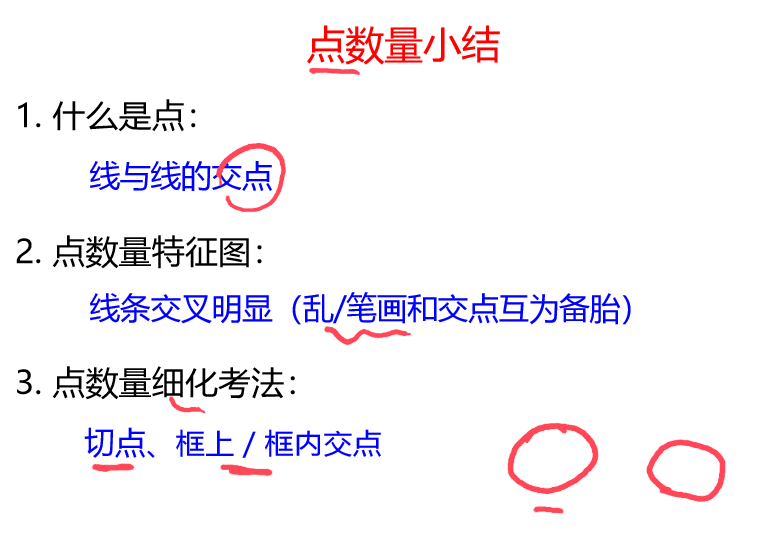 点数量小结
1. 什么是点：
线与线的交点
2. 点数量特征图：
线条交叉明显（乱/笔画和交点互为备胎）
3. 点数量细化考法：
切点、框上 / 框内交点